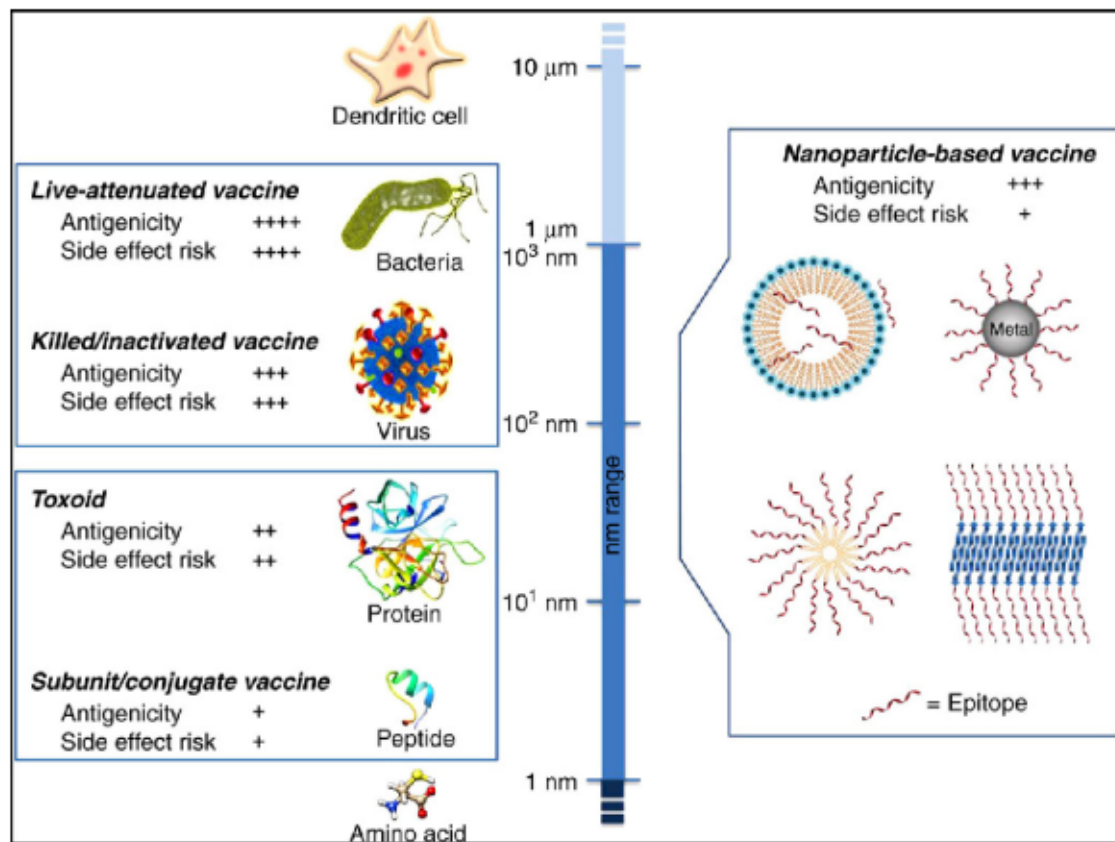 Dendritic cell
Live-attenuated vaccine
Antigenicity ++++
Side effect risk ++++
Bacteria
Killed/inactivated vaccine
Antigenicity +++
Side effect risk +++
Virus
Toxoid
Antigenicity ++
Side effect risk ++
Protein
Subunit/conjugate vaccine
Antigenicity +
Side effect risk +
Peptide
Amino acid
10 μm
1 μm
10³ nm
10² nm
nm range
10¹ nm
1 nm
Nanoparticle-based vaccine
Antigenicity +++
Side effect risk +
Metal
= Epitope